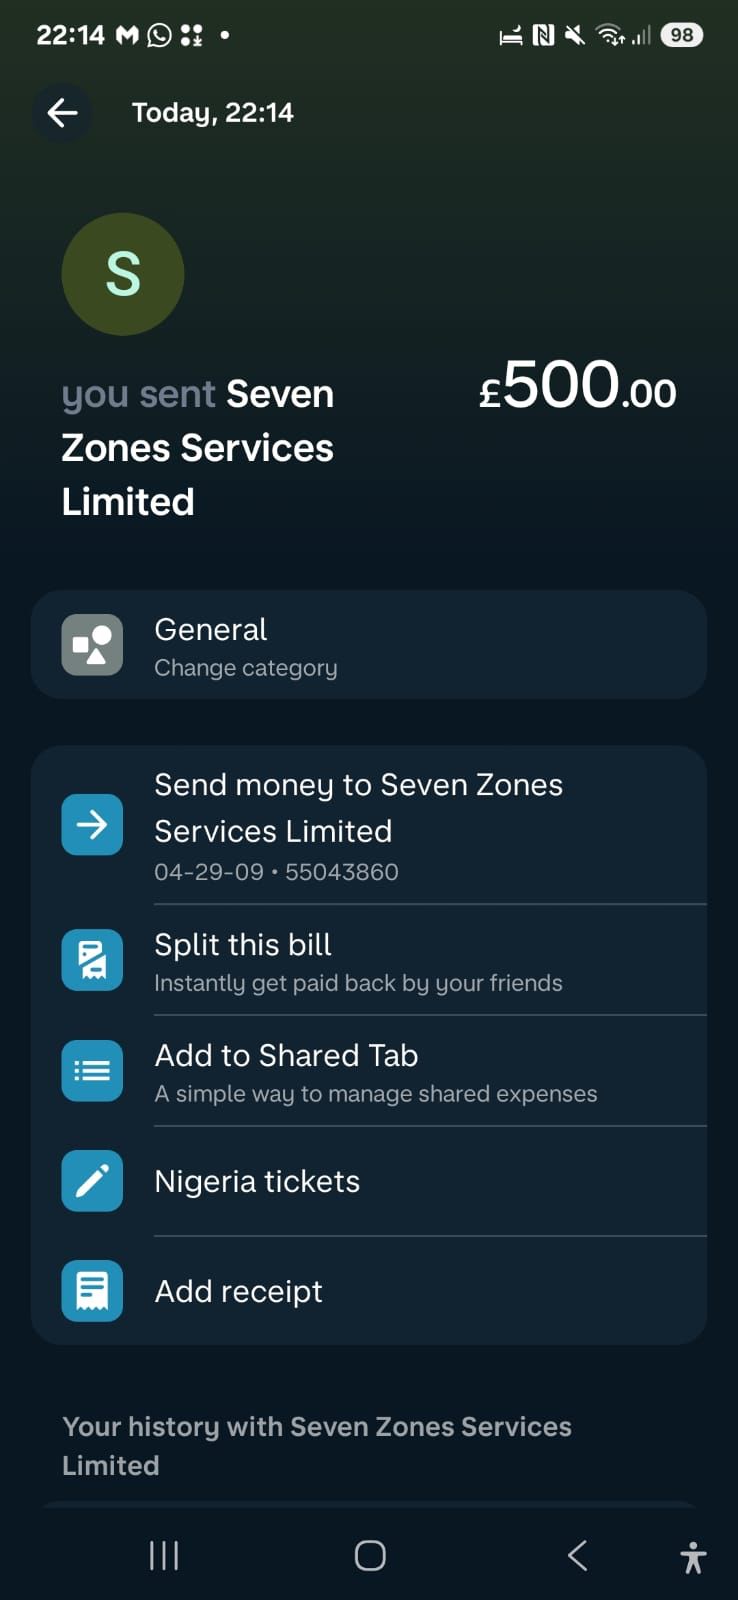 22:14
98
Today, 22:14
S
you sent Seven
Zones Services
Limited
£500.00
General
Change category
Send money to Seven Zones
Services Limited
04-29-09 • 55043860
Split this bill
Instantly get paid back by your friends
Add to Shared Tab
A simple way to manage shared expenses
Nigeria tickets
Add receipt
Your history with Seven Zones Services
Limited